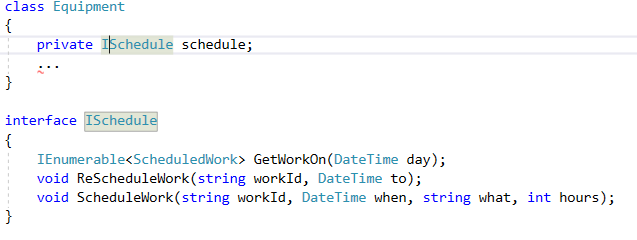 class Equipment
{
    private ISchedule schedule;
    ...
}

interface ISchedule
{
    IEnumerable<ScheduledWork> GetWorkOn(DateTime day);
    void ReScheduleWork(string workId, DateTime to);
    void ScheduleWork(string workId, DateTime when, string what, int hours);
}